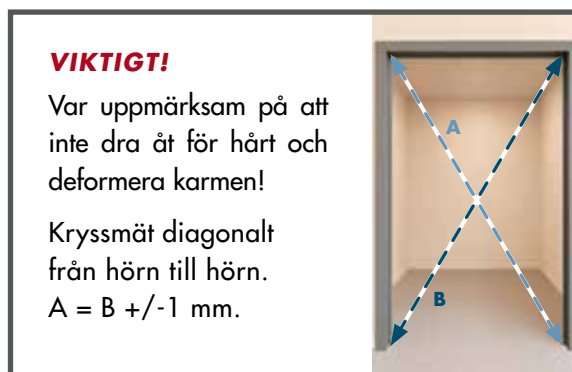 VIKTIGT!
Var uppmärksam på att
inte dra åt för hårt och
deformera karmen!
Kryssmät diagonalt
från hörn till hörn.
A = B +/-1 mm.
A
B